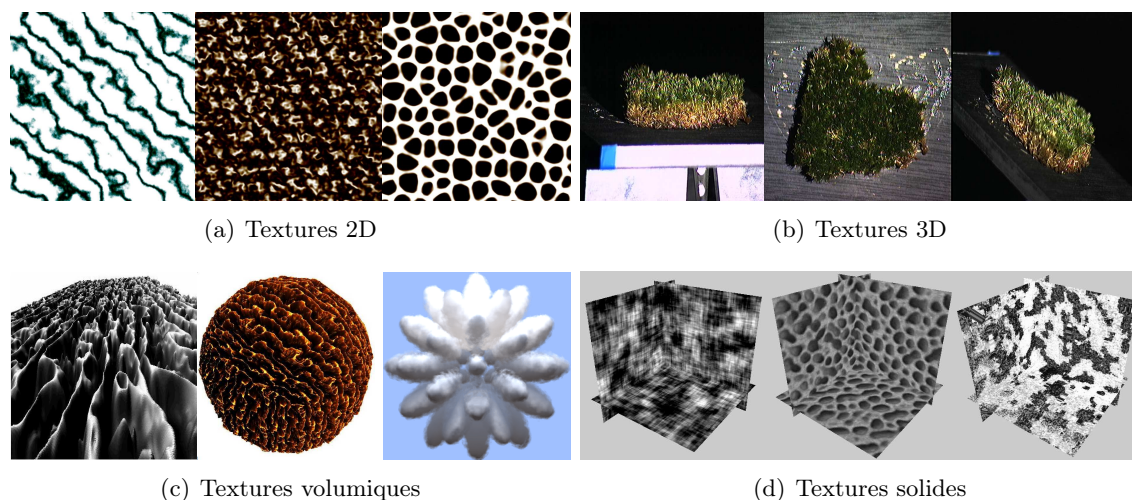 (a) Textures 2D
(b) Textures 3D
(c) Textures volumiques
(d) Textures solides